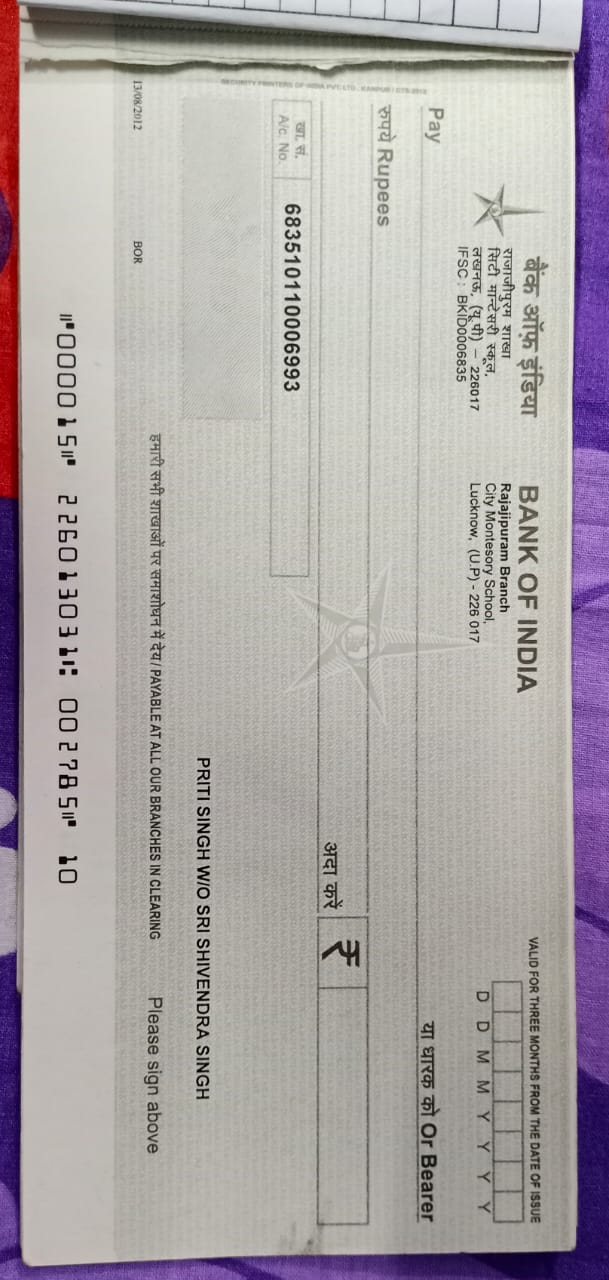 SECURITY PRINTERS OF INDIA PVT. LTD., KANPUR / CTS-2010
बैंक ऑफ़ इंडिया BANK OF INDIA
VALID FOR THREE MONTHS FROM THE DATE OF ISSUE
राजाजीपुरम शाखा
सिटी मान्टेसरी स्कूल,
लखनऊ, (यू.पी) – 226017
IFSC : BKID0006835
Rajajipuram Branch
City Montesory School,
Lucknow, (U.P) - 226 017
D D M M Y Y Y Y
Pay
या धारक को Or Bearer
रुपये Rupees
अदा करें ₹
खा. सं.
A/c. No.
683510110006993
PRITI SINGH W/O SRI SHIVENDRA SINGH
13/08/2012 BOR
हमारी सभी शाखाओं पर समाशोधन में देय / PAYABLE AT ALL OUR BRANCHES IN CLEARING
Please sign above
⑈000015⑈ 226013031⑆ 002785⑈ 10